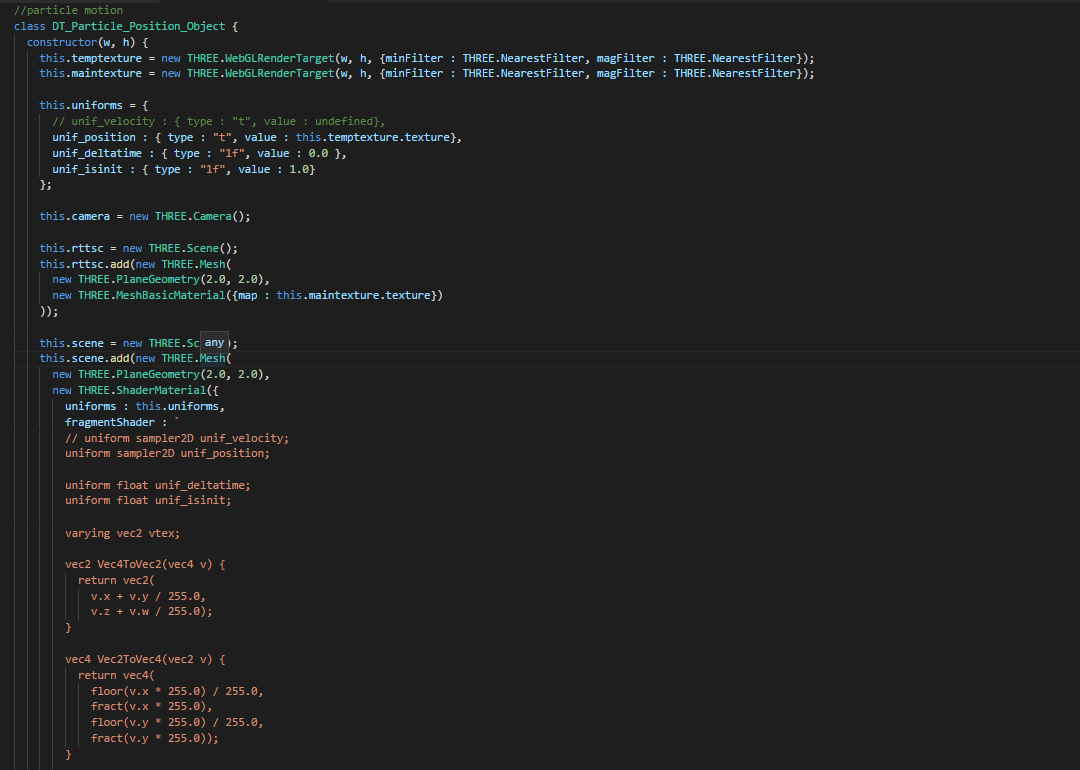 //particle motion
class DT_Particle_Position_Object {
constructor(w, h) {
this.temptexture = new THREE.WebGLRenderTarget(w, h, {minFilter : THREE.NearestFilter, magFilter : THREE.NearestFilter});
this.maintexture = new THREE.WebGLRenderTarget(w, h, {minFilter : THREE.NearestFilter, magFilter : THREE.NearestFilter});
this.uniforms = {
// unif_velocity : { type : "t", value : undefined},
unif_position : { type : "t", value : this.temptexture.texture},
unif_deltatime : { type : "1f", value : 0.0 },
unif_isinit : { type : "1f", value : 1.0}
};
this.camera = new THREE.Camera();
this.rttsc = new THREE.Scene();
this.rttsc.add(new THREE.Mesh(
new THREE.PlaneGeometry(2.0, 2.0),
new THREE.MeshBasicMaterial({map : this.maintexture.texture})
));
this.scene = new THREE.Sc any );
this.scene.add(new THREE.Mesh(
new THREE.PlaneGeometry(2.0, 2.0),
new THREE.ShaderMaterial({
uniforms : this.uniforms,
fragmentShader : `
// uniform sampler2D unif_velocity;
uniform sampler2D unif_position;
uniform float unif_deltatime;
uniform float unif_isinit;
varying vec2 vtex;
vec2 Vec4ToVec2(vec4 v) {
return vec2(
v.x + v.y / 255.0,
v.z + v.w / 255.0);
}
vec4 Vec2ToVec4(vec2 v) {
return vec4(
floor(v.x * 255.0) / 255.0,
fract(v.x * 255.0),
floor(v.y * 255.0) / 255.0,
fract(v.y * 255.0));
}